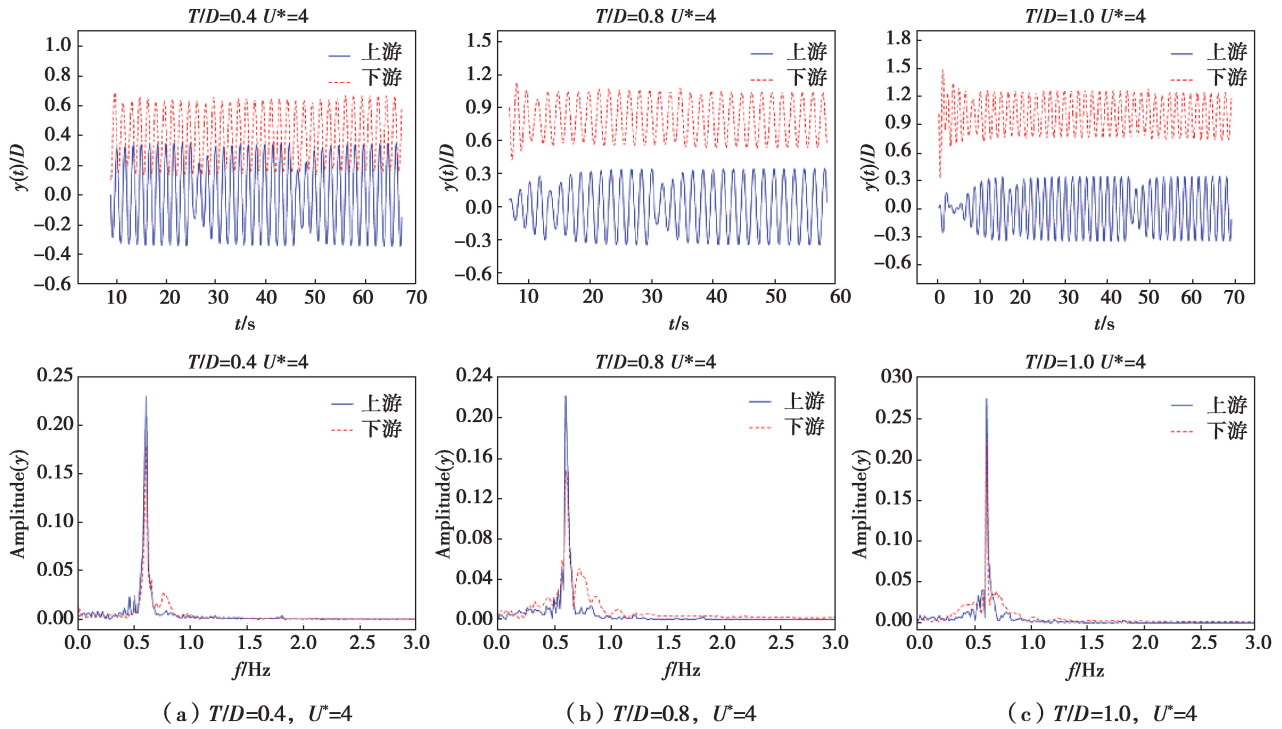 T/D=0.4 U*=4
1.0
0.8
0.6
0.4
0.2
0.0
−0.2
−0.4
−0.6
y(t)/D
上游
下游
10 20 30 40 50 60 70
t/s
T/D=0.8 U*=4
1.5
1.2
0.9
0.6
0.3
0.0
−0.3
−0.6
y(t)/D
上游
下游
10 20 30 40 50 60
t/s
T/D=1.0 U*=4
1.8
1.5
1.2
0.9
0.6
0.3
0.0
−0.3
−0.6
y(t)/D
上游
下游
0 10 20 30 40 50 60 70
t/s
T/D=0.4 U*=4
0.25
0.20
0.15
0.10
0.05
0.00
Amplitude(y)
上游
下游
0.0 0.5 1.0 1.5 2.0 2.5 3.0
f/Hz
T/D=0.8 U*=4
0.24
0.20
0.16
0.12
0.08
0.04
0.00
Amplitude(y)
上游
下游
0.0 0.5 1.0 1.5 2.0 2.5 3.0
f/Hz
T/D=1.0 U*=4
030
0.25
0.20
0.15
0.10
0.05
0.00
Amplitude(y)
上游
下游
0.0 0.5 1.0 1.5 2.0 2.5 3.0
f/Hz
（a）T/D=0.4，U*=4
（b）T/D=0.8，U*=4
（c）T/D=1.0，U*=4